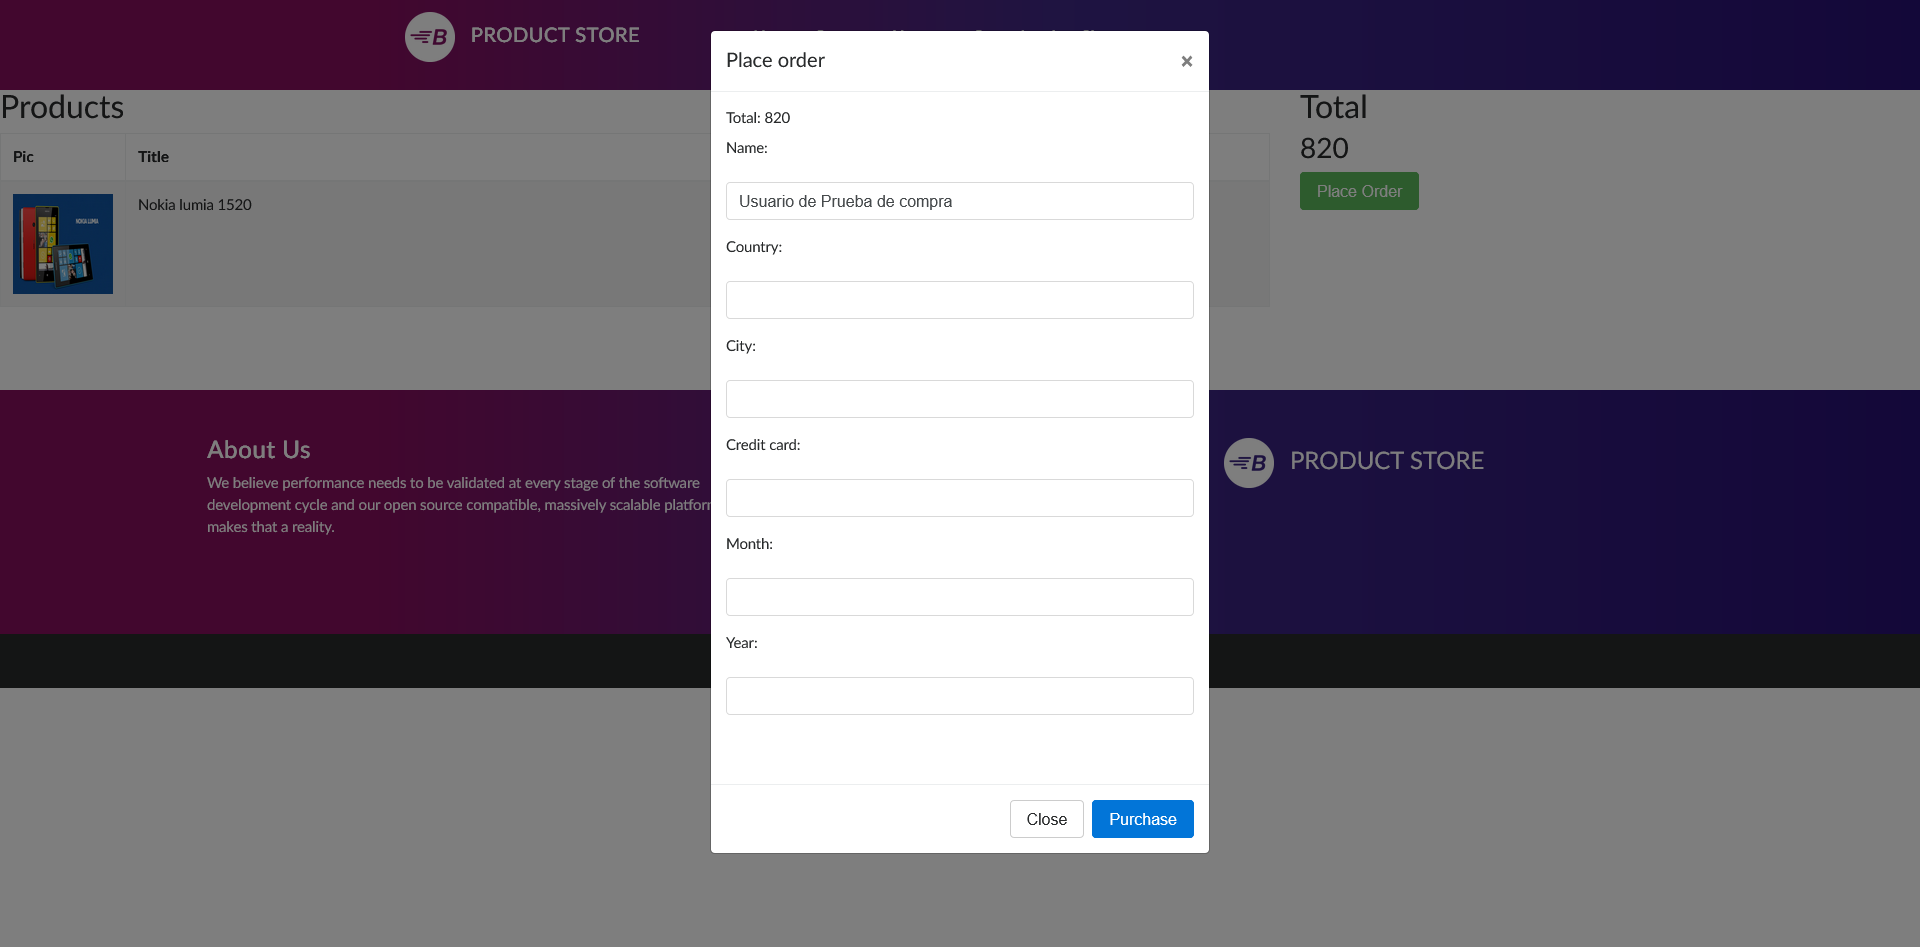 PRODUCT STORE
Place order
×
Products
Total
Total: 820
820
Name:
Pic
Title
Place Order
Usuario de Prueba de compra
Nokia lumia 1520
NOKIA LUMIA
Country:
City:
Credit card:
About Us
PRODUCT STORE
We believe performance needs to be validated at every stage of the software
development cycle and our open source compatible, massively scalable platfor
makes that a reality.
Month:
Year:
Close
Purchase